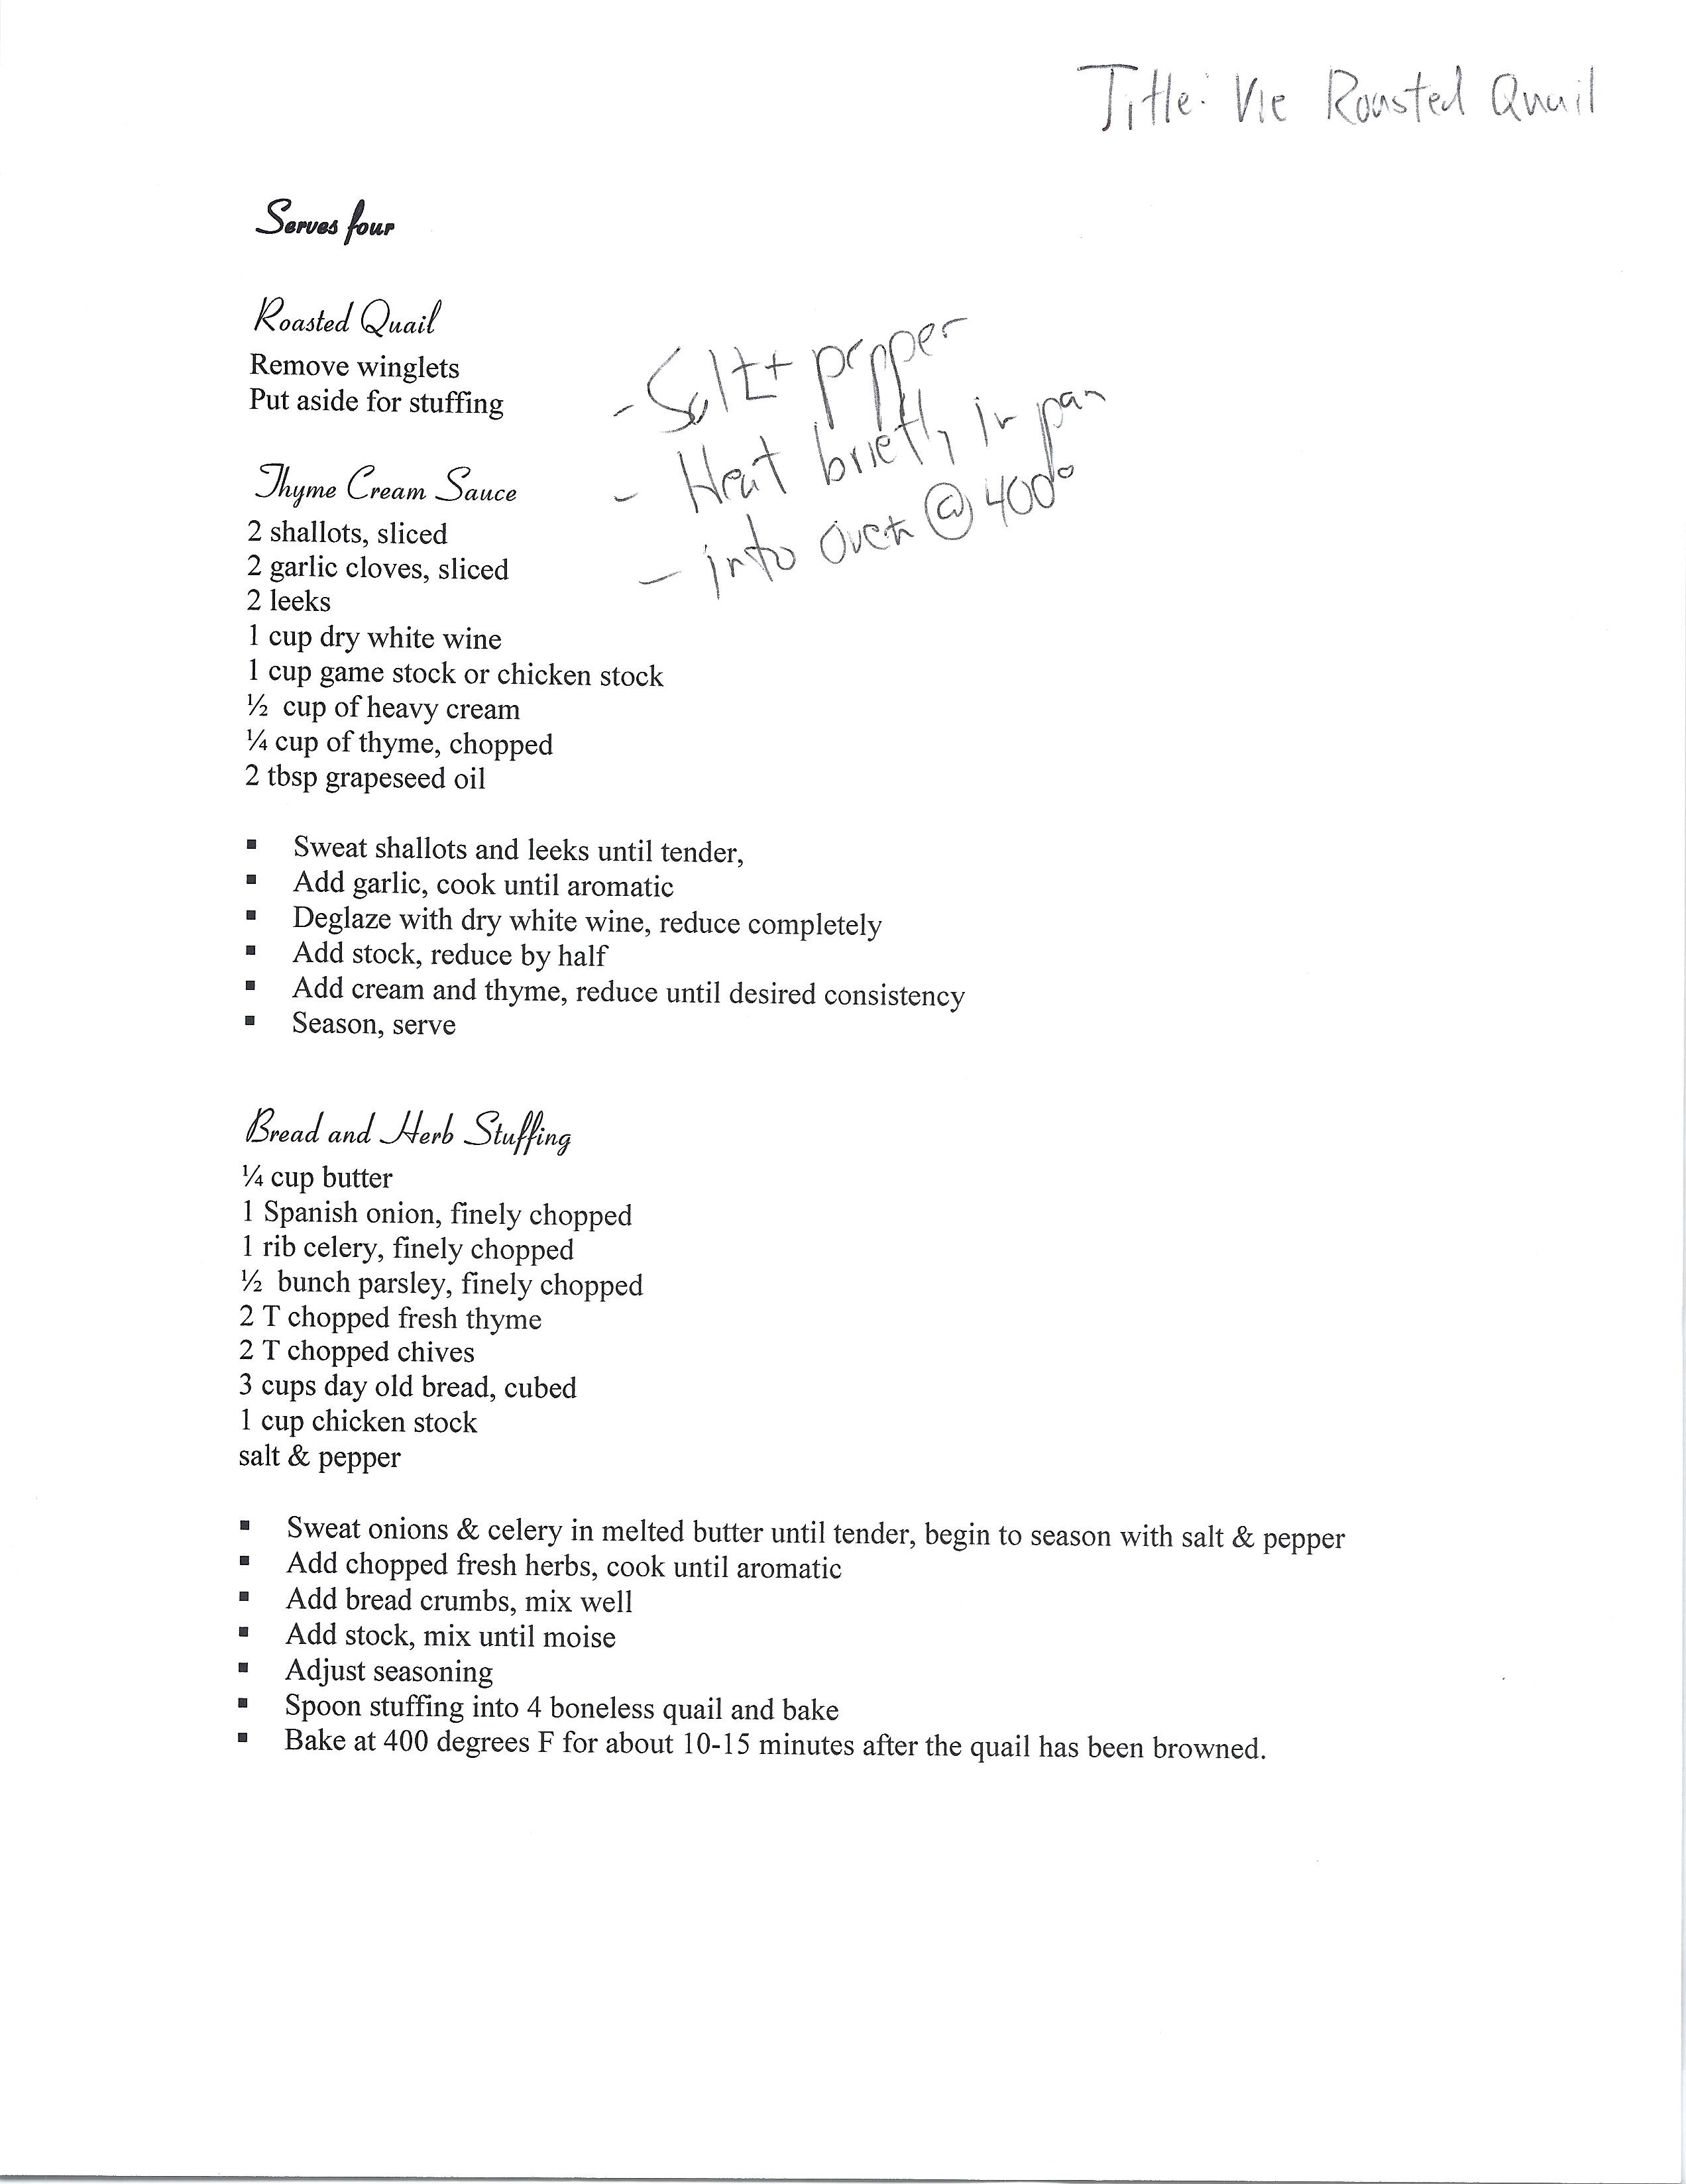 Title: Vie Roasted Quail
Serves four
Roasted Quail
Remove winglets
Put aside for stuffing
- Salt + pepper
- Heat briefly in pan
- into oven @ 400°
Thyme Cream Sauce
2 shallots, sliced
2 garlic cloves, sliced
2 leeks
1 cup dry white wine
1 cup game stock or chicken stock
½ cup of heavy cream
¼ cup of thyme, chopped
2 tbsp grapeseed oil
▪ Sweat shallots and leeks until tender,
▪ Add garlic, cook until aromatic
▪ Deglaze with dry white wine, reduce completely
▪ Add stock, reduce by half
▪ Add cream and thyme, reduce until desired consistency
▪ Season, serve
Bread and Herb Stuffing
¼ cup butter
1 Spanish onion, finely chopped
1 rib celery, finely chopped
½ bunch parsley, finely chopped
2 T chopped fresh thyme
2 T chopped chives
3 cups day old bread, cubed
1 cup chicken stock
salt & pepper
▪ Sweat onions & celery in melted butter until tender, begin to season with salt & pepper
▪ Add chopped fresh herbs, cook until aromatic
▪ Add bread crumbs, mix well
▪ Add stock, mix until moise
▪ Adjust seasoning
▪ Spoon stuffing into 4 boneless quail and bake
▪ Bake at 400 degrees F for about 10-15 minutes after the quail has been browned.